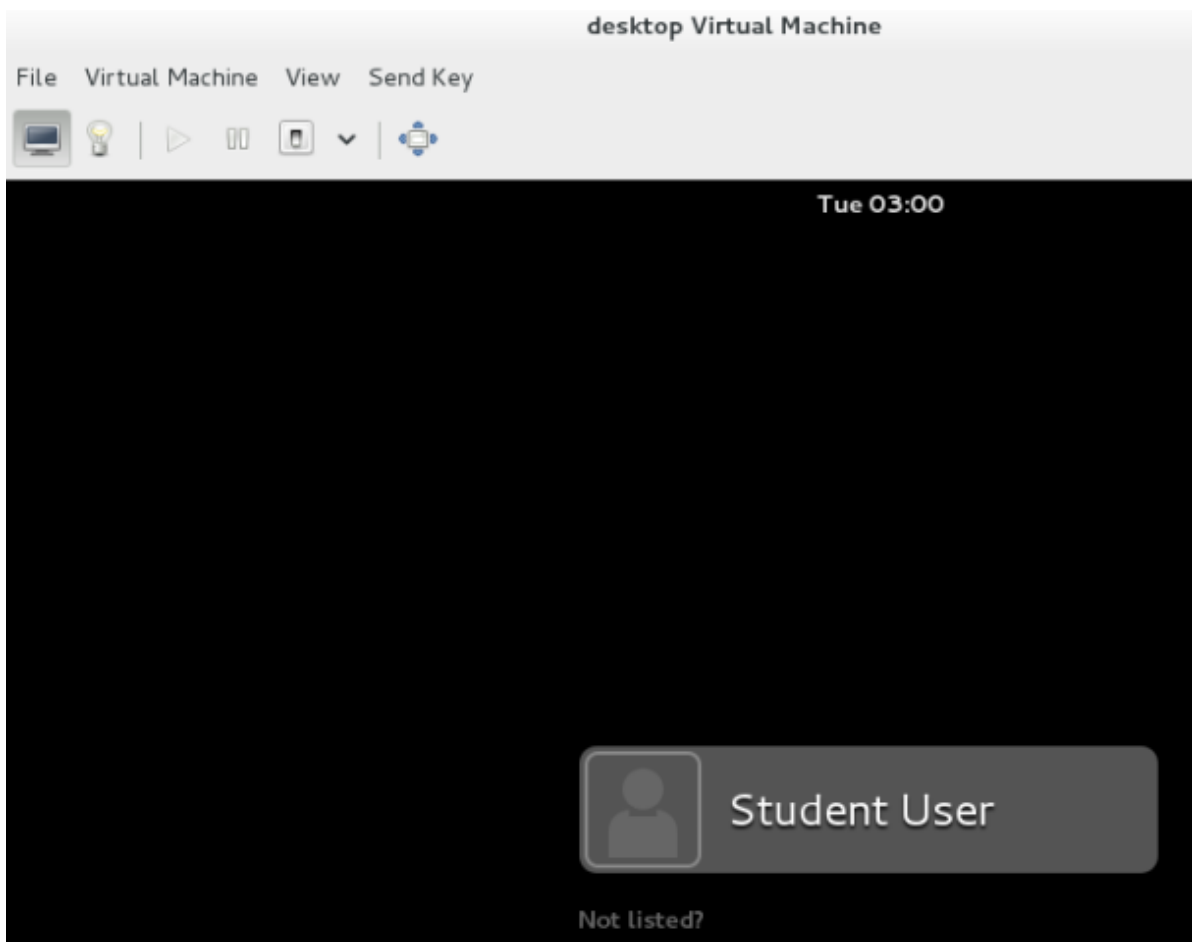 desktop Virtual Machine
File Virtual Machine View Send Key
Tue 03:00
Student User
Not listed?